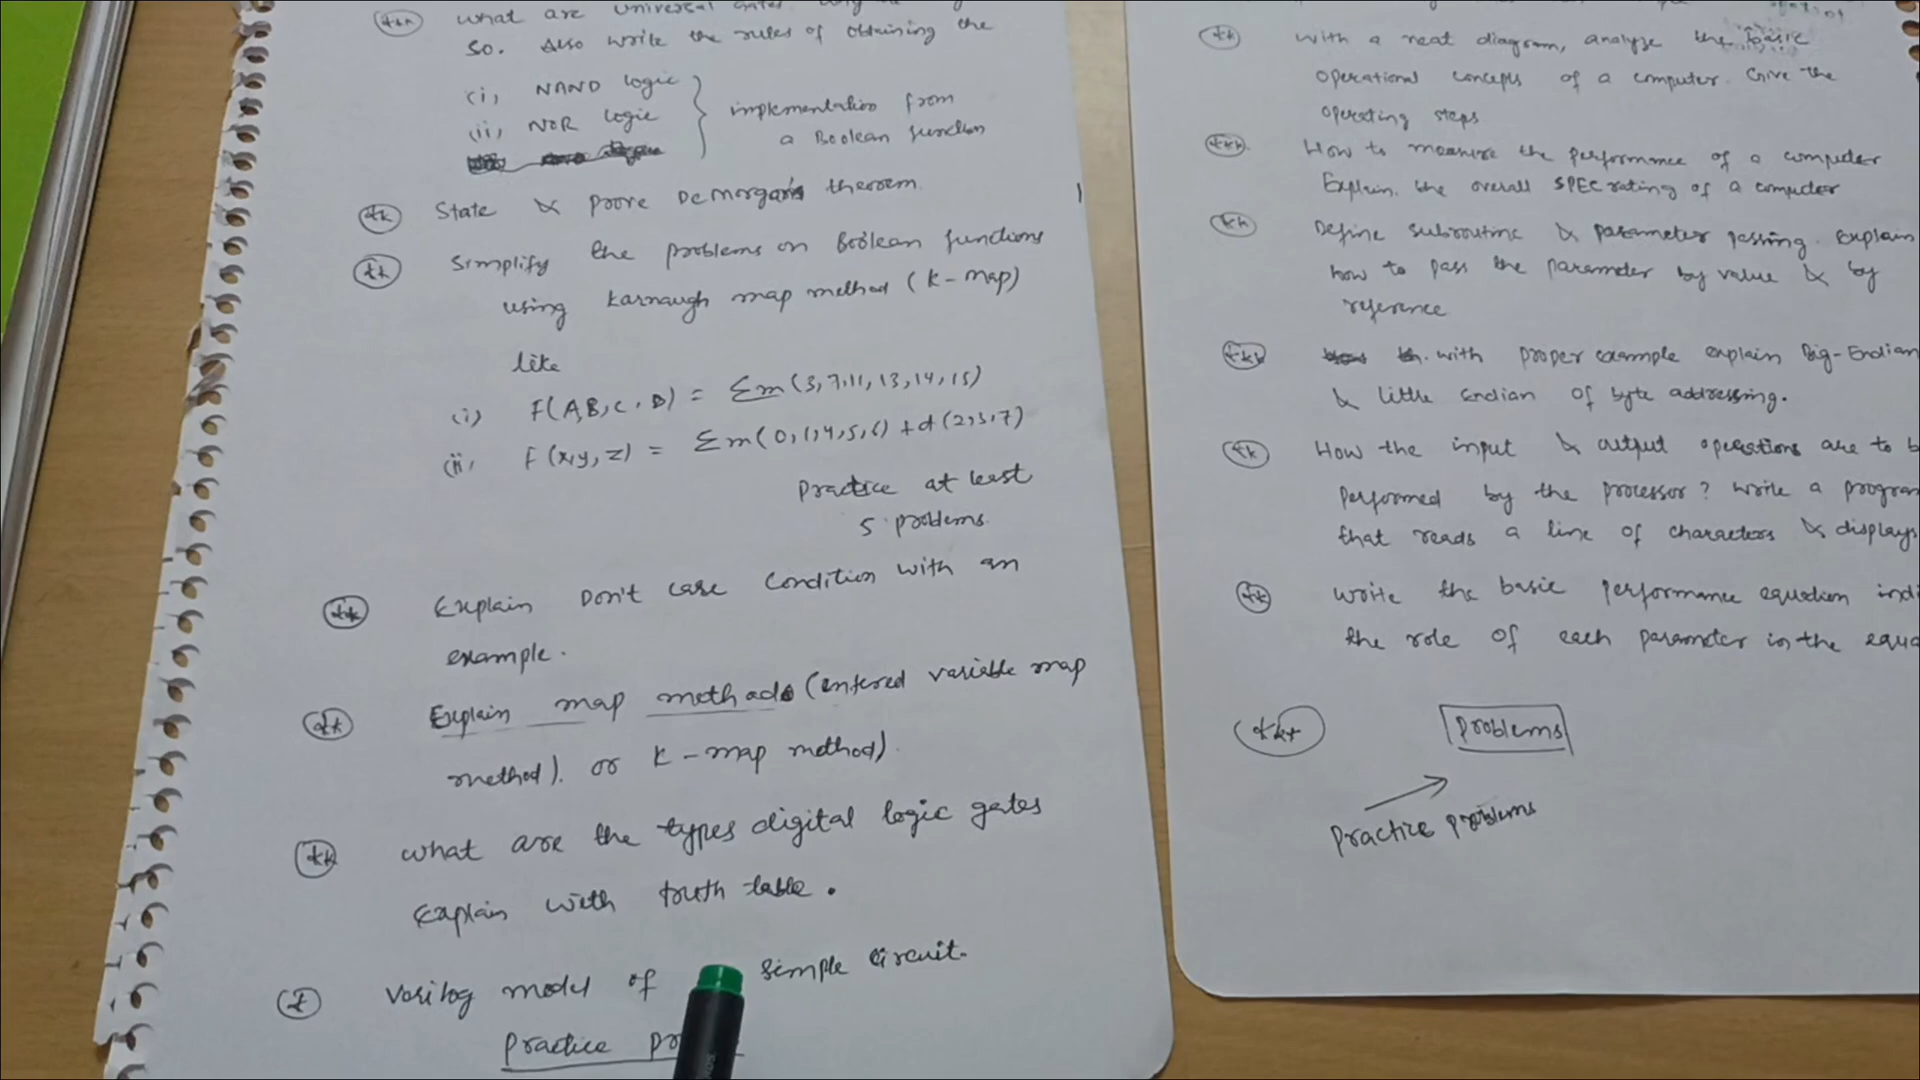 what are universal gates
so. Also write the rules of obtaining the
(i) NAND logic
(ii) NOR logic
implementation from
a Boolean function
** State & prove DeMorgan's theorem
** Simplify the problems on Boolean functions
using Karnaugh map method (K-map)
like
(i) F(A,B,C,D) = Σm(3,7,11,13,14,15)
(ii) F(x,y,z) = Σm(0,1,4,5,6) + d(2,3,7)
practice at least
5 problems
** Explain Don't care condition with an
example.
** Explain map method (entered variable map
method). or K-map method)
** what are the types digital logic gates
explain with truth table.
* Verilog model of simple circuit.
practice
** with a neat diagram, analyze the basic
operational concepts of a computer. Give the
operating steps
*** How to measure the performance of a computer
Explain the overall SPEC rating of a computer
** Define subroutine & parameter passing. Explain
how to pass the parameter by value & by
reference
*** with proper example explain Big-Endian
& little Endian of byte addressing.
** How the input & output operations are to b
performed by the processor? write a program
that reads a line of characters & displays
** write the basic performance equation indi
the role of each parameter in the equa
*** Problems
practice problems